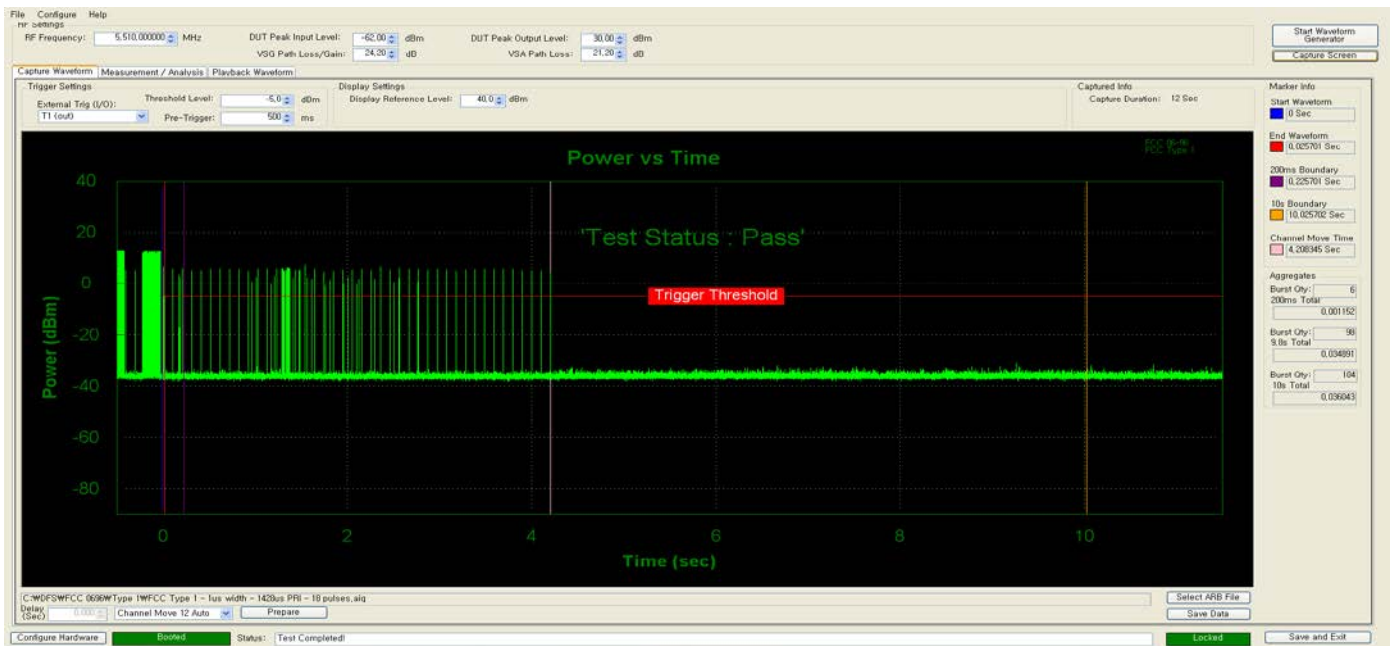 File Configure Help
RF Settings
RF Frequency: 5,510,000000 MHz DUT Peak Input Level: -62,00 dBm DUT Peak Output Level: 30,00 dBm
VSG Path Loss/Gain: 24,20 dB VSA Path Loss: 21,20 dB
Start Waveform Generator
Capture Screen
Capture Waveform Measurement / Analysis Playback Waveform
Trigger Settings
External Trig (I/O): Threshold Level: -5,0 dBm
T1 (out) Pre-Trigger: 500 ms
Display Settings
Display Reference Level: 40,0 dBm
Captured Info
Capture Duration: 12 Sec
Marker Info
Start Waveform
0 Sec
End Waveform
0,025701 Sec
200ms Boundary
0,225701 Sec
10s Boundary
10,025702 Sec
Channel Move Time
4,208345 Sec
Aggregates
Burst Qty: 6
200ms Total
0,001152
Burst Qty: 98
9.8s Total
0,034891
Burst Qty: 104
10s Total
0,036043
Power vs Time
FCC 06-96
FCC Type 1
'Test Status : Pass'
Trigger Threshold
Power (dBm)
40
20
0
-20
-40
-60
-80
0 2 4 6 8 10
Time (sec)
C:₩DFS₩FCC 0696₩Type 1₩FCC Type 1 - 1us width - 1428us PRI - 18 pulses,aiq
Select ARB File
Delay (Sec) 0,000 Channel Move 12 Auto Prepare
Save Data
Configure Hardware Booted Status: Test Completed! Locked Save and Exit